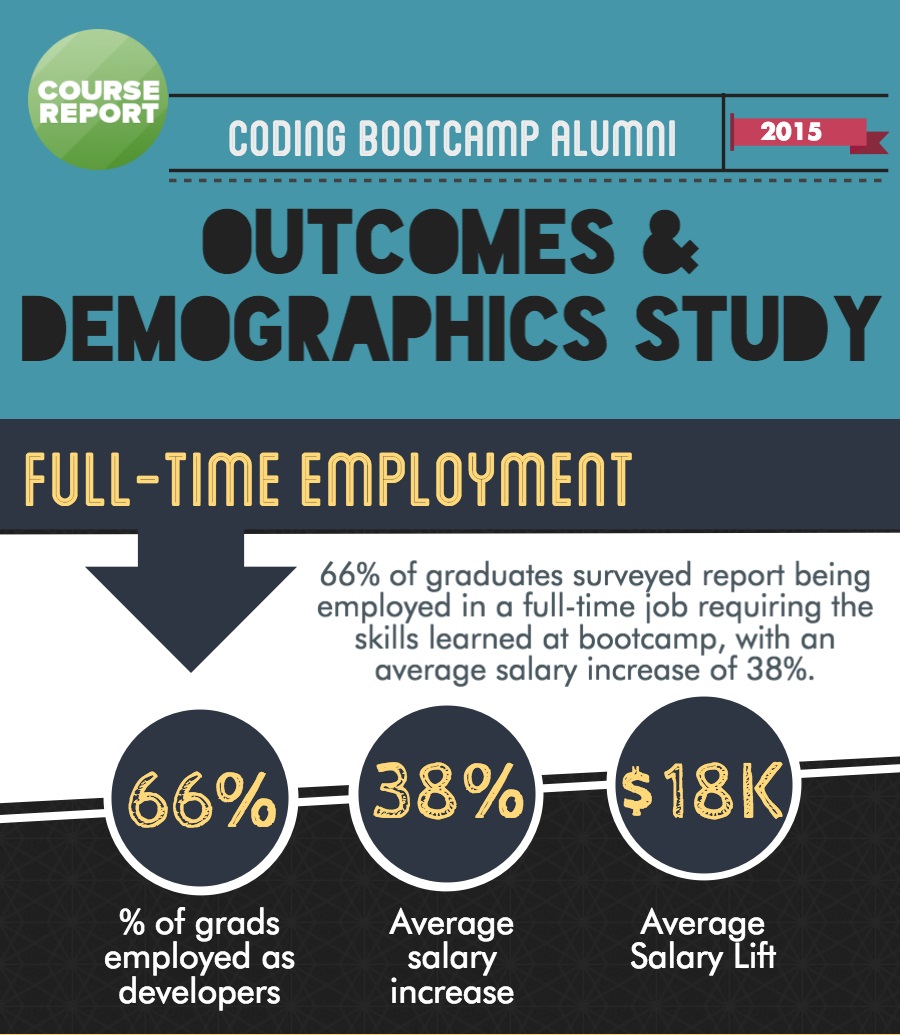 COURSE
REPORT
CODING BOOTCAMP ALUMNI
2015
OUTCOMES &
DEMOGRAPHICS STUDY
FULL-TIME EMPLOYMENT
66% of graduates surveyed report being
employed in a full-time job requiring the
skills learned at bootcamp, with an
average salary increase of 38%.
66%
% of grads
employed as
developers
38%
Average
salary
increase
$18K
Average
Salary Lift